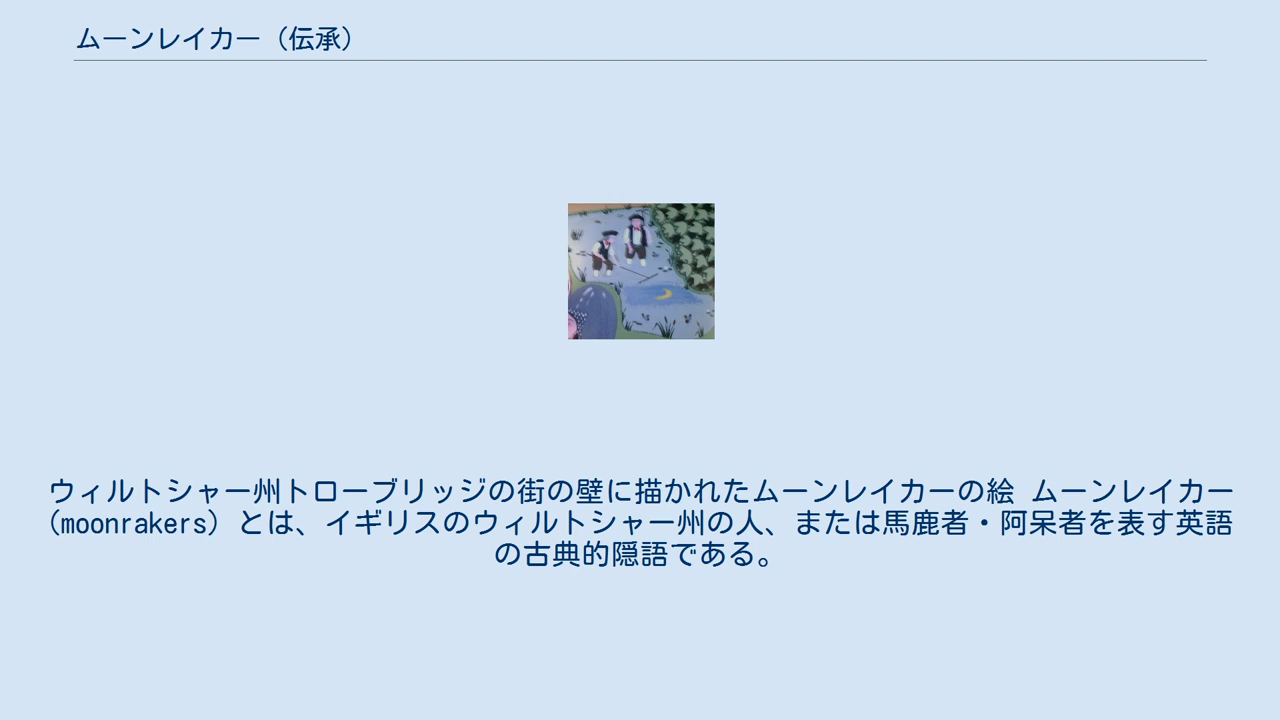 ムーンレイカー（伝承）
ウィルトシャー州トローブリッジの街の壁に描かれたムーンレイカーの絵 ムーンレイカー
（moonrakers）とは、イギリスのウィルトシャー州の人、または馬鹿者・阿呆者を表す英語
の古典的隠語である。